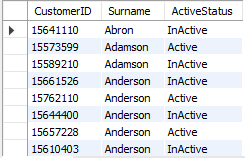 CustomerID Surname ActiveStatus
15641110 Abron InActive
15573599 Adamson Active
15589210 Adamson InActive
15661526 Anderson InActive
15762110 Anderson Active
15644400 Anderson InActive
15657228 Anderson Active
15610403 Anderson InActive